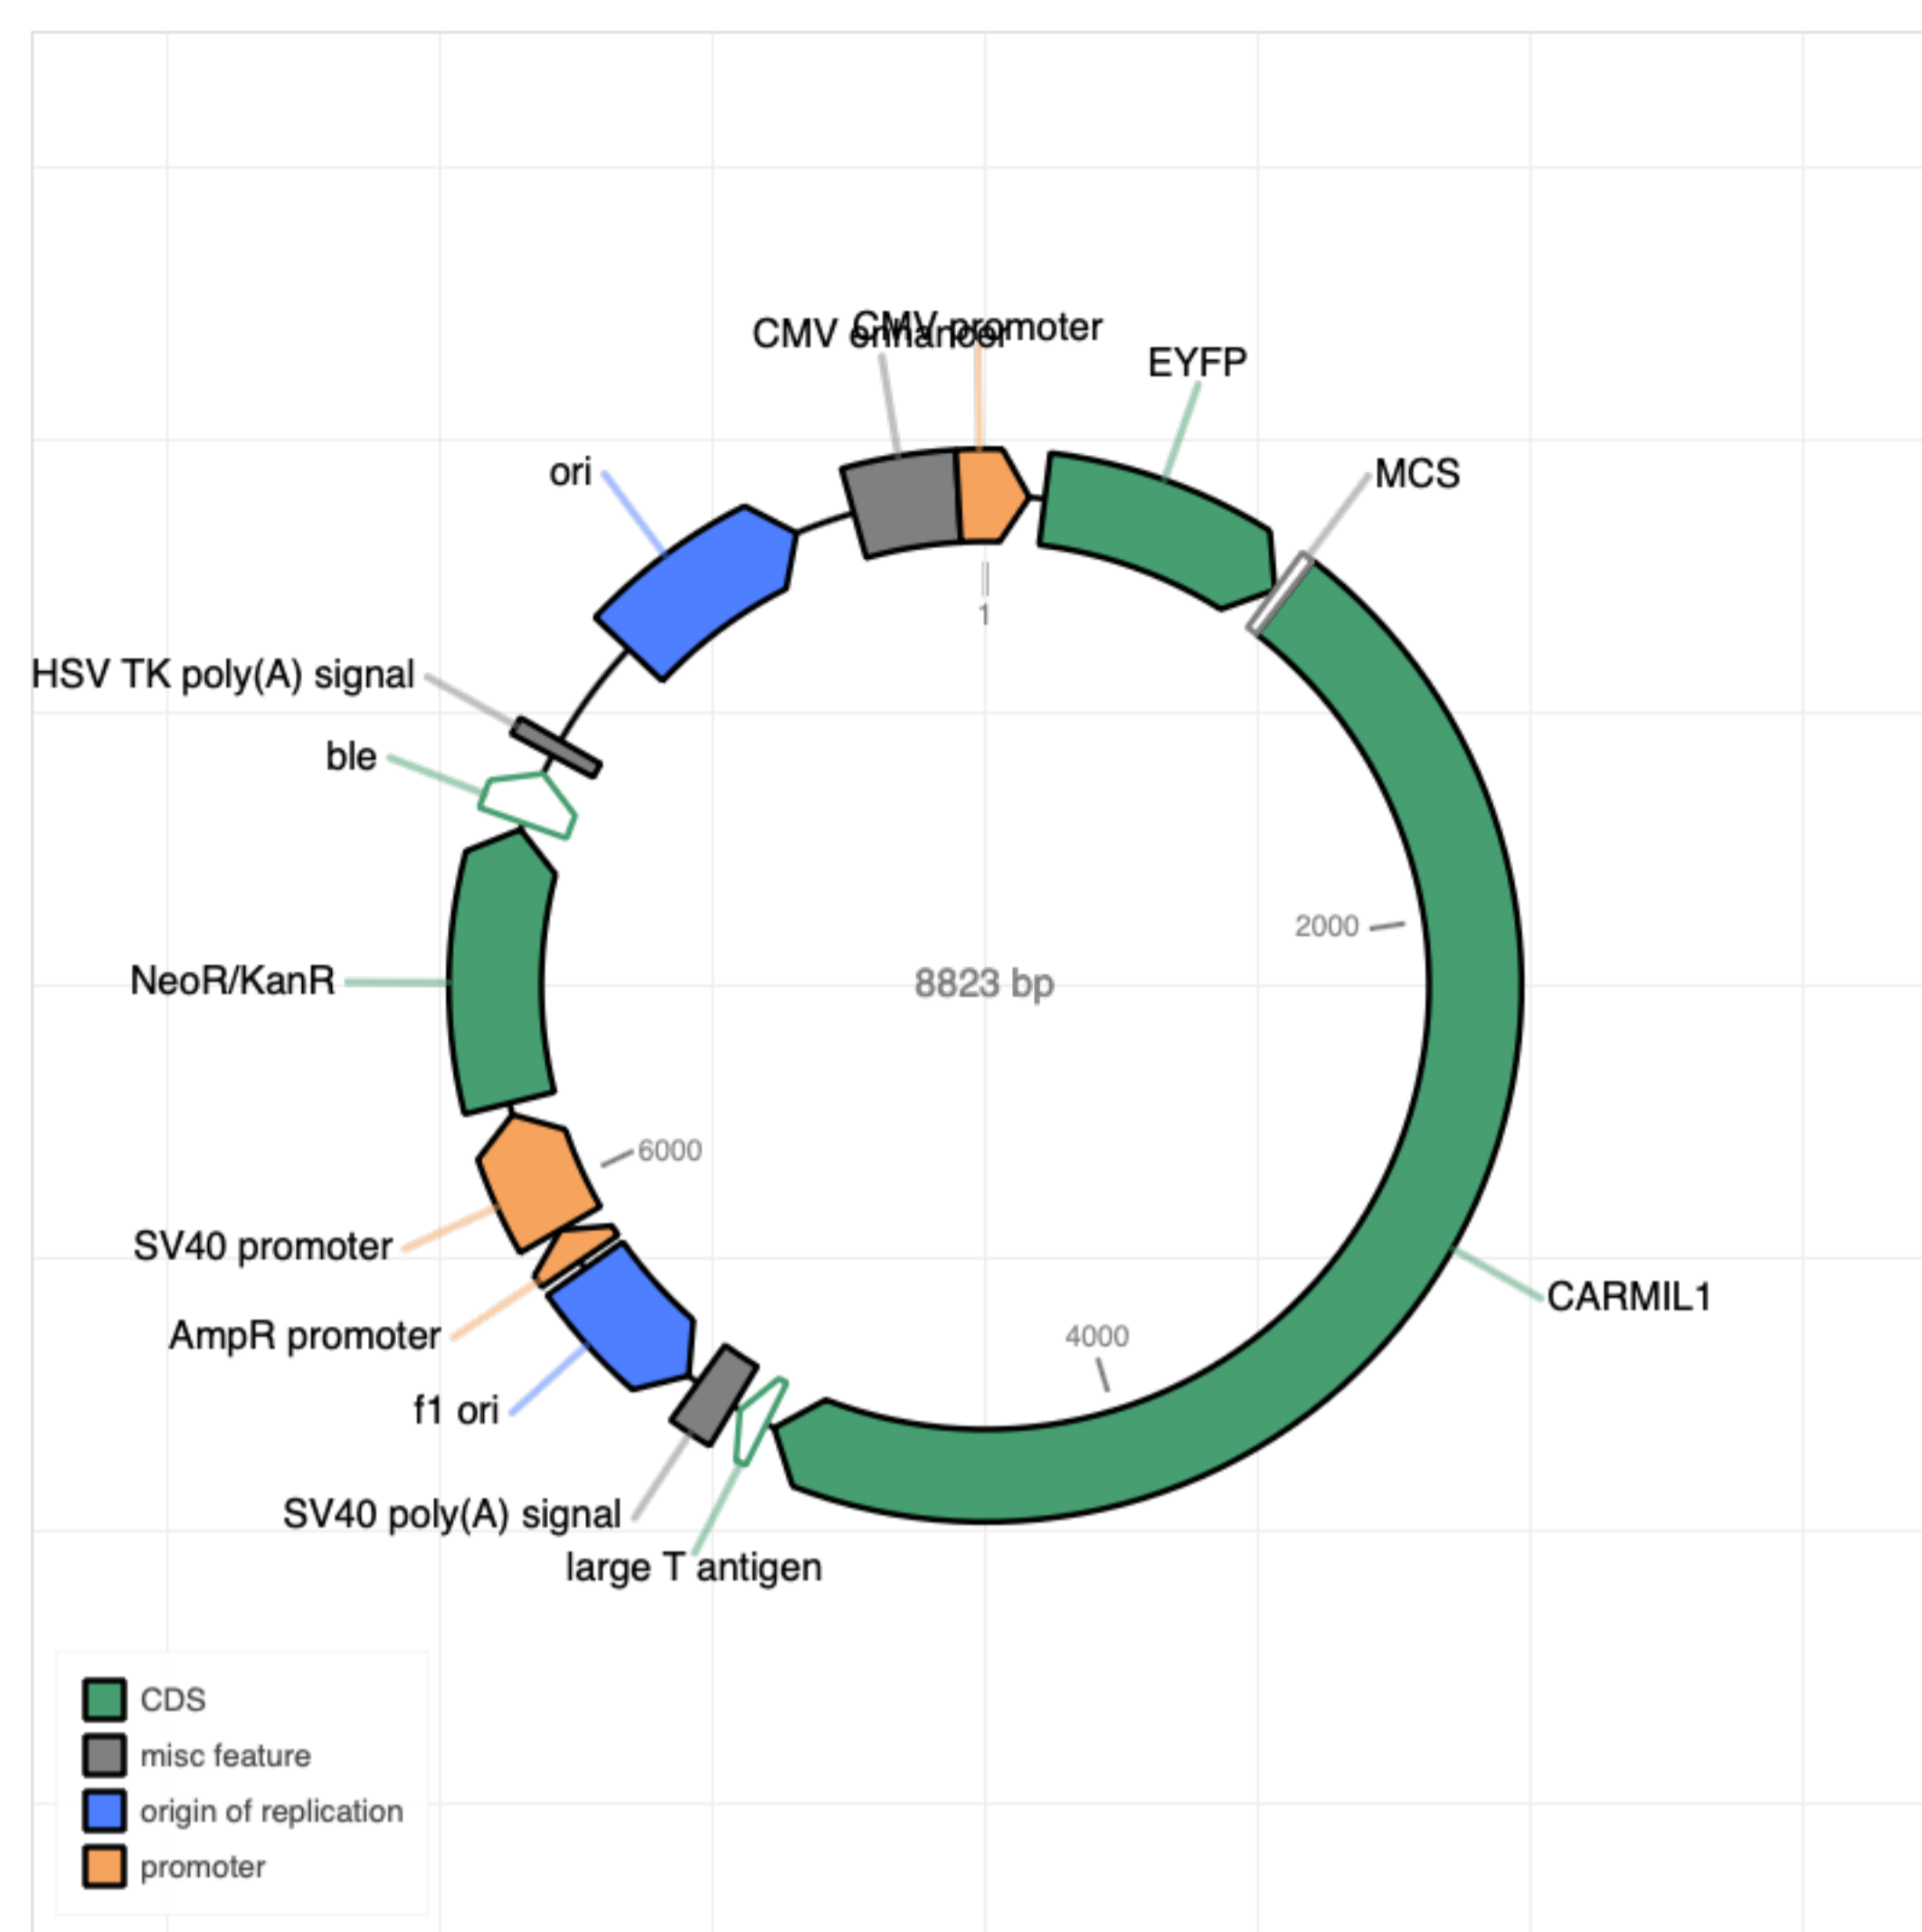 CMV enhancer
CMV promoter
EYFP
MCS
ori
1
HSV TK poly(A) signal
ble
2000
NeoR/KanR
8823 bp
6000
SV40 promoter
CARMIL1
AmpR promoter
4000
f1 ori
SV40 poly(A) signal
large T antigen
CDS
misc feature
origin of replication
promoter